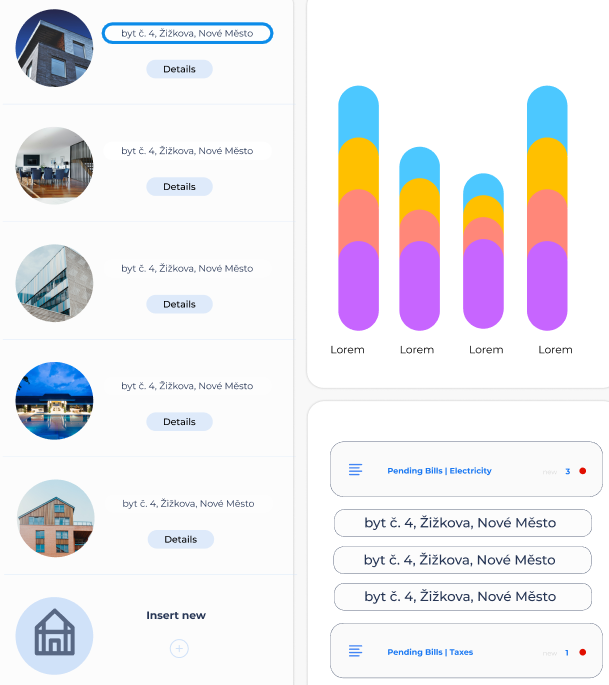 byt č. 4, Žižkova, Nové Město
Details
byt č. 4, Žižkova, Nové Město
Details
byt č. 4, Žižkova, Nové Město
Details
byt č. 4, Žižkova, Nové Město
Details
byt č. 4, Žižkova, Nové Město
Details
Insert new
Lorem Lorem Lorem Lorem
Pending Bills | Electricity new 3
byt č. 4, Žižkova, Nové Město
byt č. 4, Žižkova, Nové Město
byt č. 4, Žižkova, Nové Město
Pending Bills | Taxes new 1